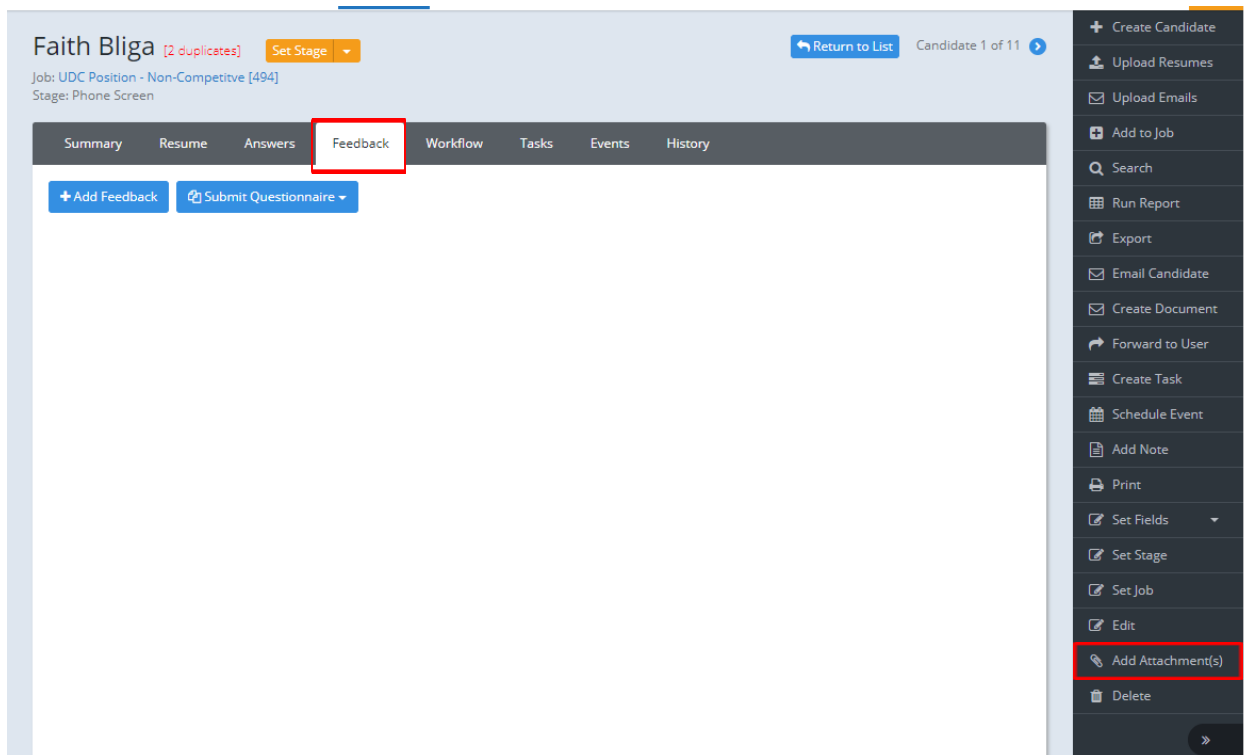 Faith Bliga [2 duplicates] Set Stage
Return to List Candidate 1 of 11
Job: UDC Position - Non-Competitve [494]
Stage: Phone Screen
Summary Resume Answers Feedback Workflow Tasks Events History
Add Feedback Submit Questionnaire
Create Candidate
Upload Resumes
Upload Emails
Add to Job
Search
Run Report
Export
Email Candidate
Create Document
Forward to User
Create Task
Schedule Event
Add Note
Print
Set Fields
Set Stage
Set Job
Edit
Add Attachment(s)
Delete